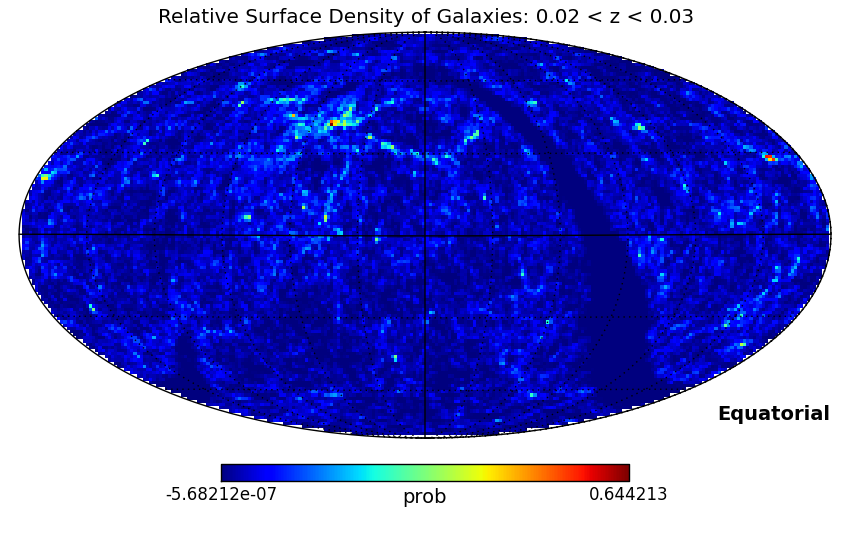 Relative Surface Density of Galaxies: 0.02 < z < 0.03
Equatorial
-5.68212e-07 prob 0.644213